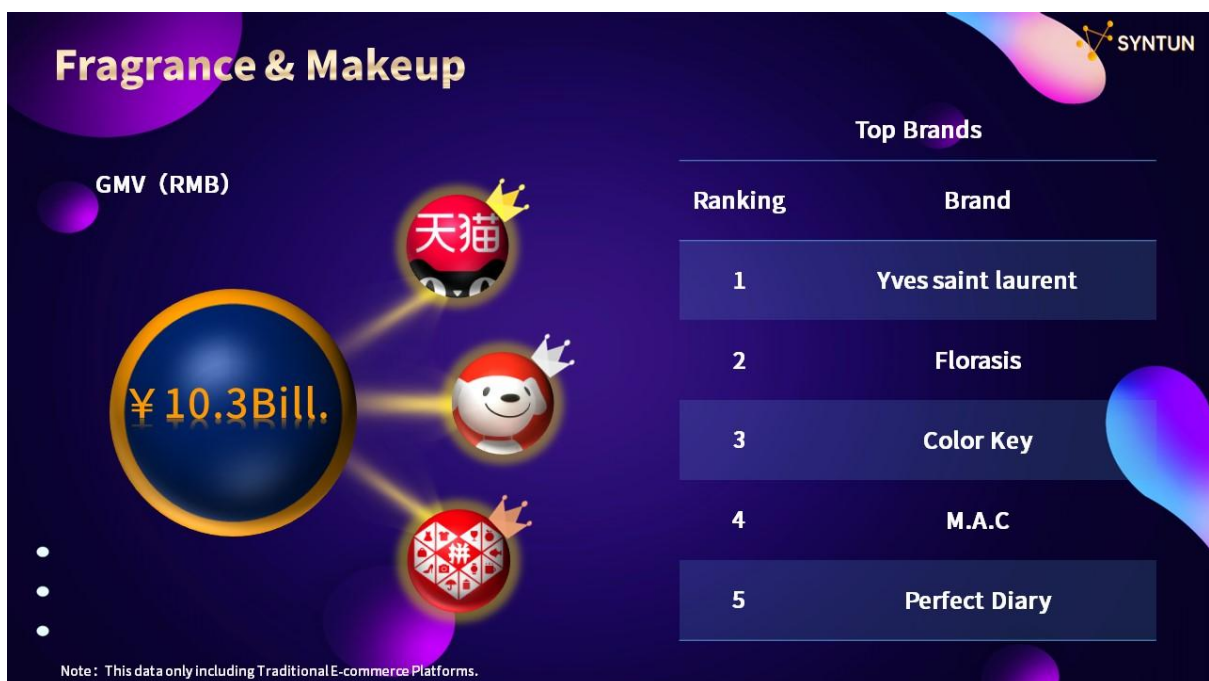 Fragrance & Makeup
SYNTUN
GMV（RMB）
天猫
￥10.3Bill.
拼
Top Brands
Ranking Brand
1 Yves saint laurent
2 Florasis
3 Color Key
4 M.A.C
5 Perfect Diary
Note：This data only including Traditional E-commerce Platforms.